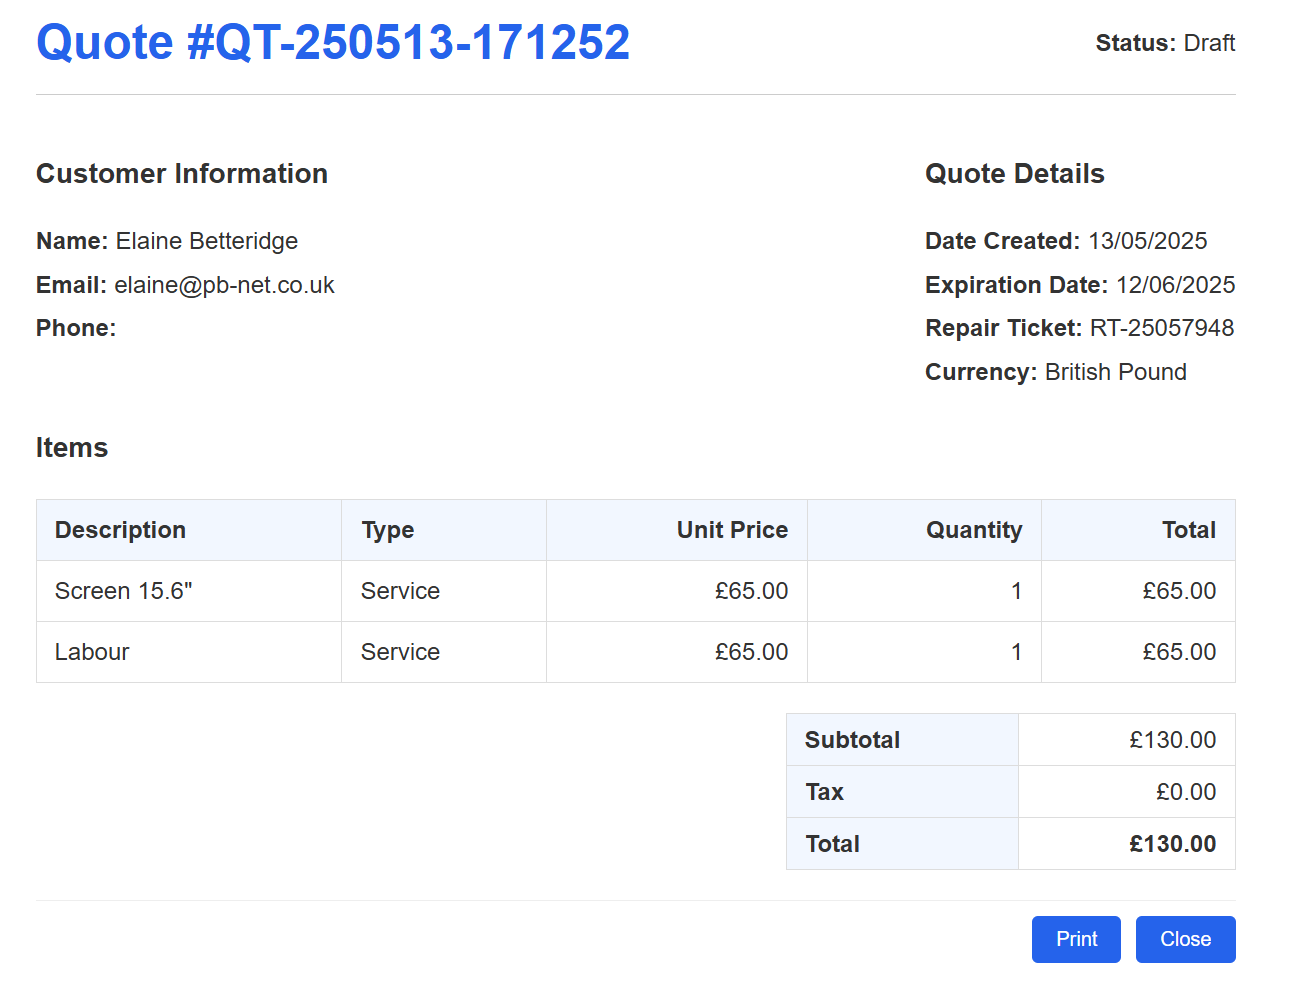 Quote #QT-250513-171252
Status: Draft
Customer Information
Name: Elaine Betteridge
Email: elaine@pb-net.co.uk
Phone:
Quote Details
Date Created: 13/05/2025
Expiration Date: 12/06/2025
Repair Ticket: RT-25057948
Currency: British Pound
Items
Description Type Unit Price Quantity Total
Screen 15.6" Service £65.00 1 £65.00
Labour Service £65.00 1 £65.00
Subtotal £130.00
Tax £0.00
Total £130.00
Print Close